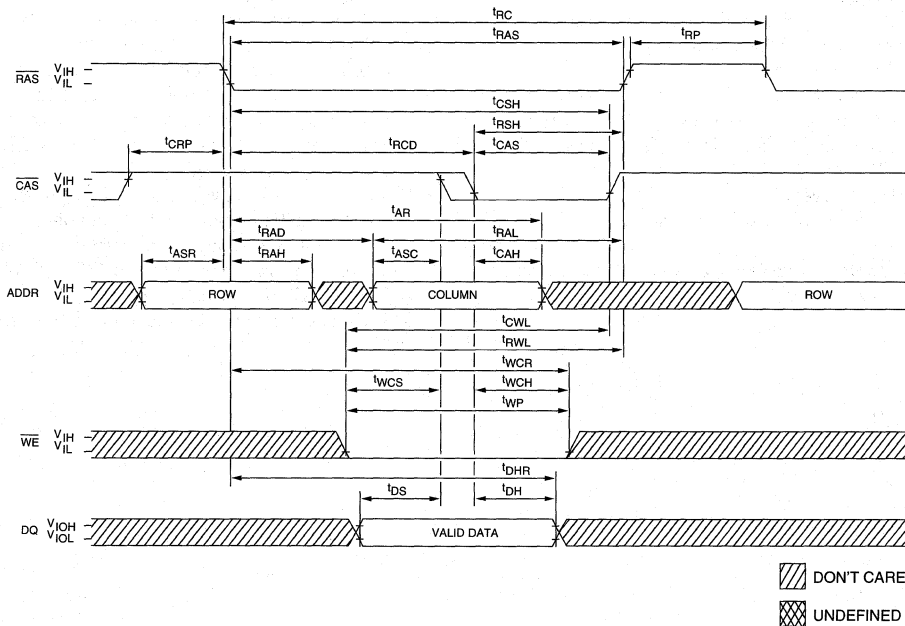 tRC
tRAS
tRP
RAS
VIH
VIL
tCSH
tRSH
tCRP
tRCD
tCAS
CAS
VIH
VIL
tAR
tRAD
tRAL
tASR
tRAH
tASC
tCAH
ADDR
VIH
VIL
ROW
COLUMN
ROW
tCWL
tRWL
tWCR
tWCS
tWCH
tWP
WE
VIH
VIL
tDHR
tDS
tDH
DQ
VIOH
VIOL
VALID DATA
DON'T CARE
UNDEFINED